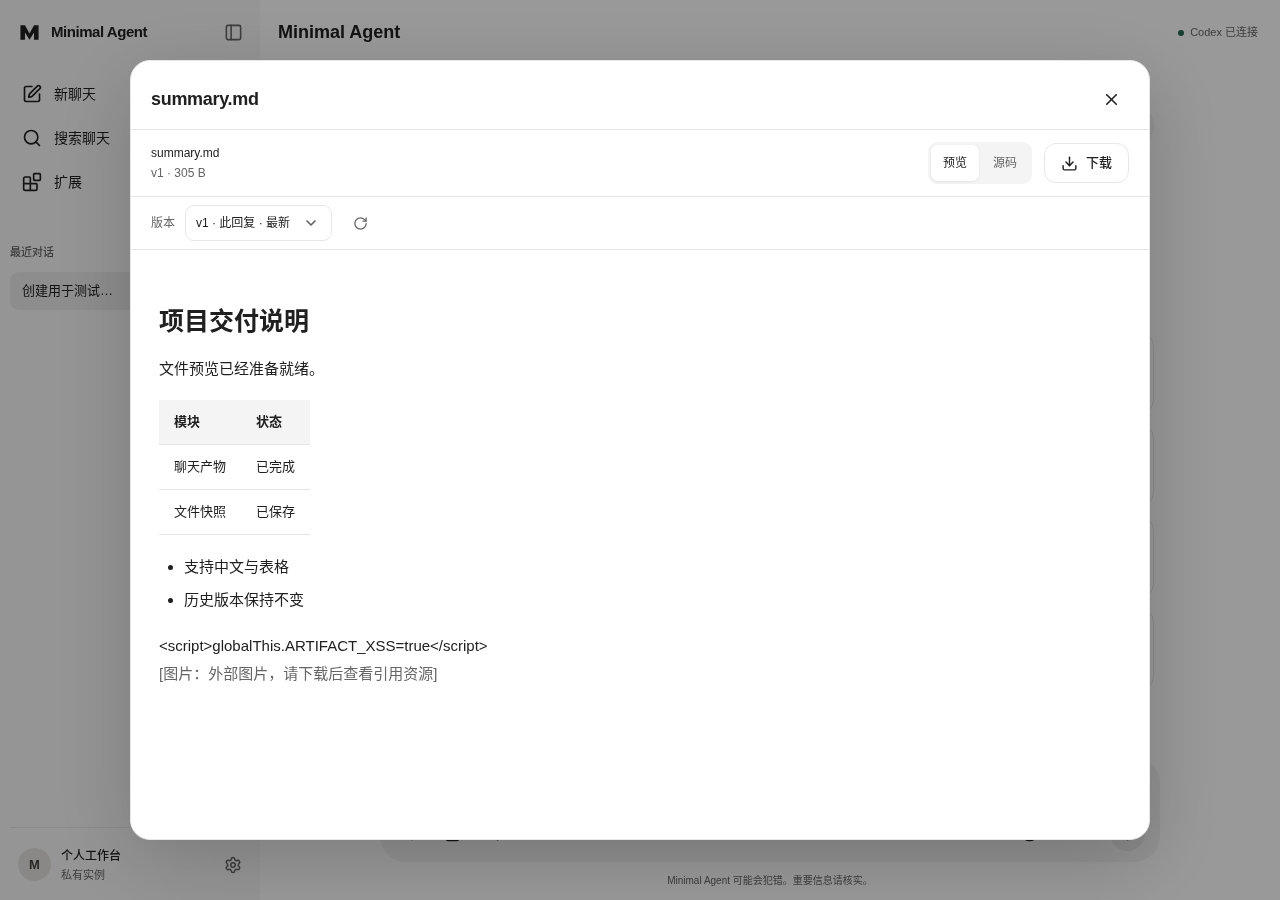 Minimal Agent
Minimal Agent
Codex 已连接
新聊天
搜索聊天
扩展
最近对话
创建用于测试…
summary.md
summary.md
v1 · 305 B
预览
源码
下载
版本
v1 · 此回复 · 最新
项目交付说明
文件预览已经准备就绪。
模块 状态
聊天产物 已完成
文件快照 已保存
• 支持中文与表格
• 历史版本保持不变
<script>globalThis.ARTIFACT_XSS=true</script>
[图片：外部图片，请下载后查看引用资源]
M
个人工作台
私有实例
Minimal Agent 可能会犯错。重要信息请核实。